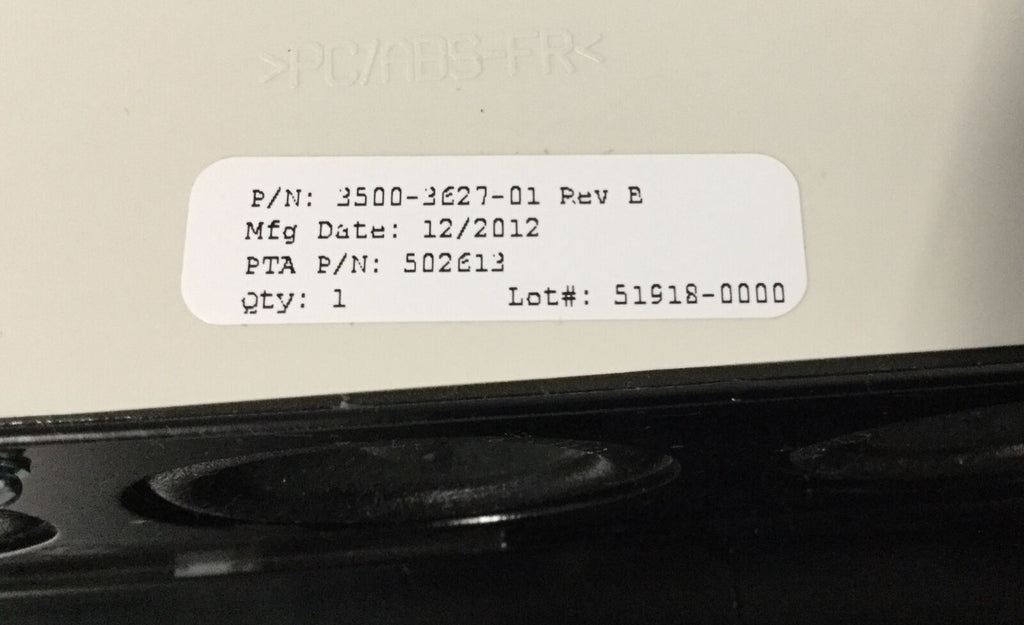 >PC/ABS-FR<
P/N: 3500-3627-01 Rev B
Mfg Date: 12/2012
PTA P/N: 502613
Qty: 1 Lot#: 51918-0000